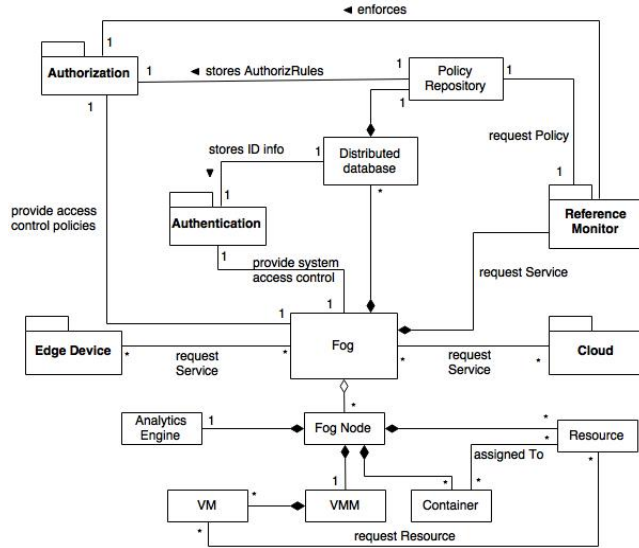 ◄ enforces
1
1
Authorization
1
◄ stores AuthorizRules
1
Policy
Repository
1
1
1
request Policy
stores ID info
▼
1
Distributed
database
*
1
1
Authentication
Reference
Monitor
provide access
control policies
1
provide system
access control
request Service
1
1
Edge Device
*
request
Service
*
Fog
*
request
Service
*
Cloud
*
Analytics
Engine
1
Fog Node
*
Resource
*
assigned To
*
*
1
*
*
VM
*
VMM
Container
*
request Resource